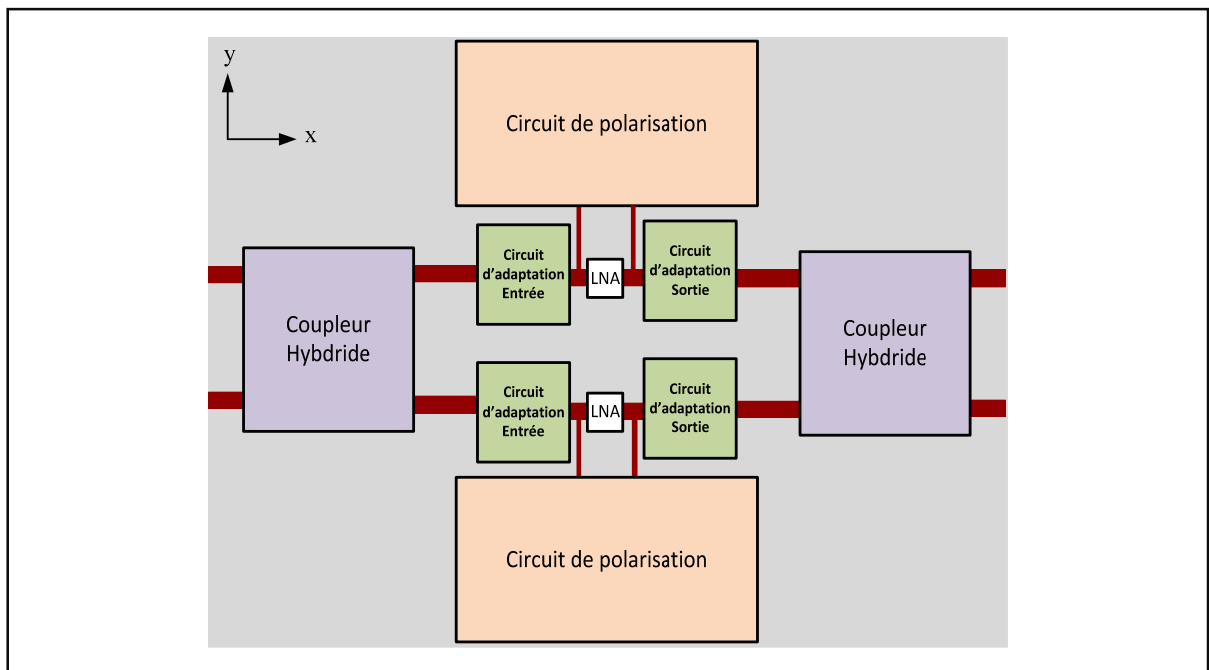 y
x
Circuit de polarisation
Circuit
d'adaptation
Entrée
LNA
Circuit
d'adaptation
Sortie
Coupleur
Hybdride
Coupleur
Hybdride
Circuit
d'adaptation
Entrée
LNA
Circuit
d'adaptation
Sortie
Circuit de polarisation